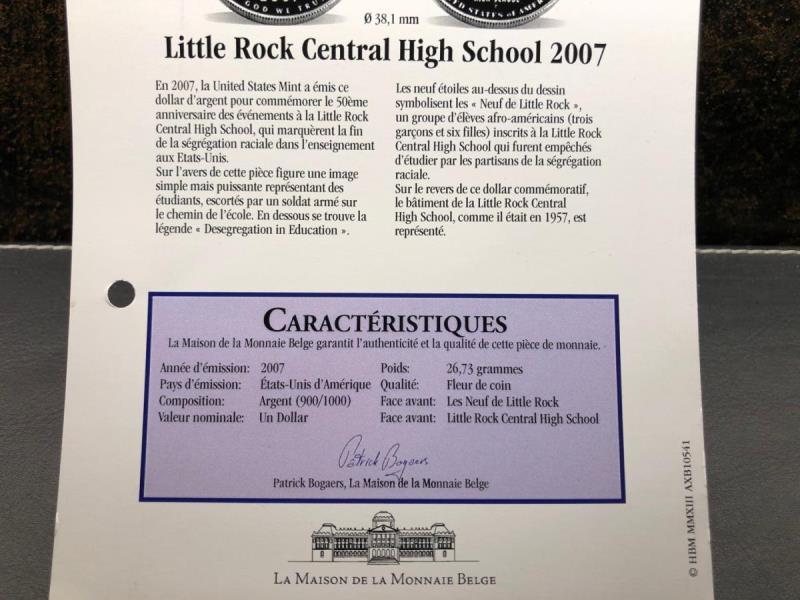 GOD WE TRU
Ø 38,1 mm
Little Rock Central High School 2007
En 2007, la United States Mint a émis ce
dollar d'argent pour commémorer le 50ème
anniversaire des événements à la Little Rock
Central High School, qui marquèrent la fin
de la ségrégation raciale dans l'enseignement
aux Etats-Unis.
Sur l'avers de cette pièce figure une image
simple mais puissante représentant des
étudiants, escortés par un soldat armé sur
le chemin de l'école. En dessous se trouve la
légende « Desegregation in Education ».
Les neuf étoiles au-dessus du dessin
symbolisent les « Neuf de Little Rock »,
un groupe d'élèves afro-américains (trois
garçons et six filles) inscrits à la Little Rock
Central High School qui furent empêchés
d'étudier par les partisans de la ségrégation
raciale.
Sur le revers de ce dollar commémoratif,
le bâtiment de la Little Rock Central
High School, comme il était en 1957, est
représenté.
CARACTÉRISTIQUES
La Maison de la Monnaie Belge garantit l'authenticité et la qualité de cette pièce de monnaie.
Année d'émission: 2007 Poids: 26,73 grammes
Pays d'émission: États-Unis d'Amérique Qualité: Fleur de coin
Composition: Argent (900/1000) Face avant: Les Neuf de Little Rock
Valeur nominale: Un Dollar Face avant: Little Rock Central High School
Patrick Bogaers
Patrick Bogaers, La Maison de la Monnaie Belge
LA MAISON DE LA MONNAIE BELGE
© HBM MMXIII AXB10541